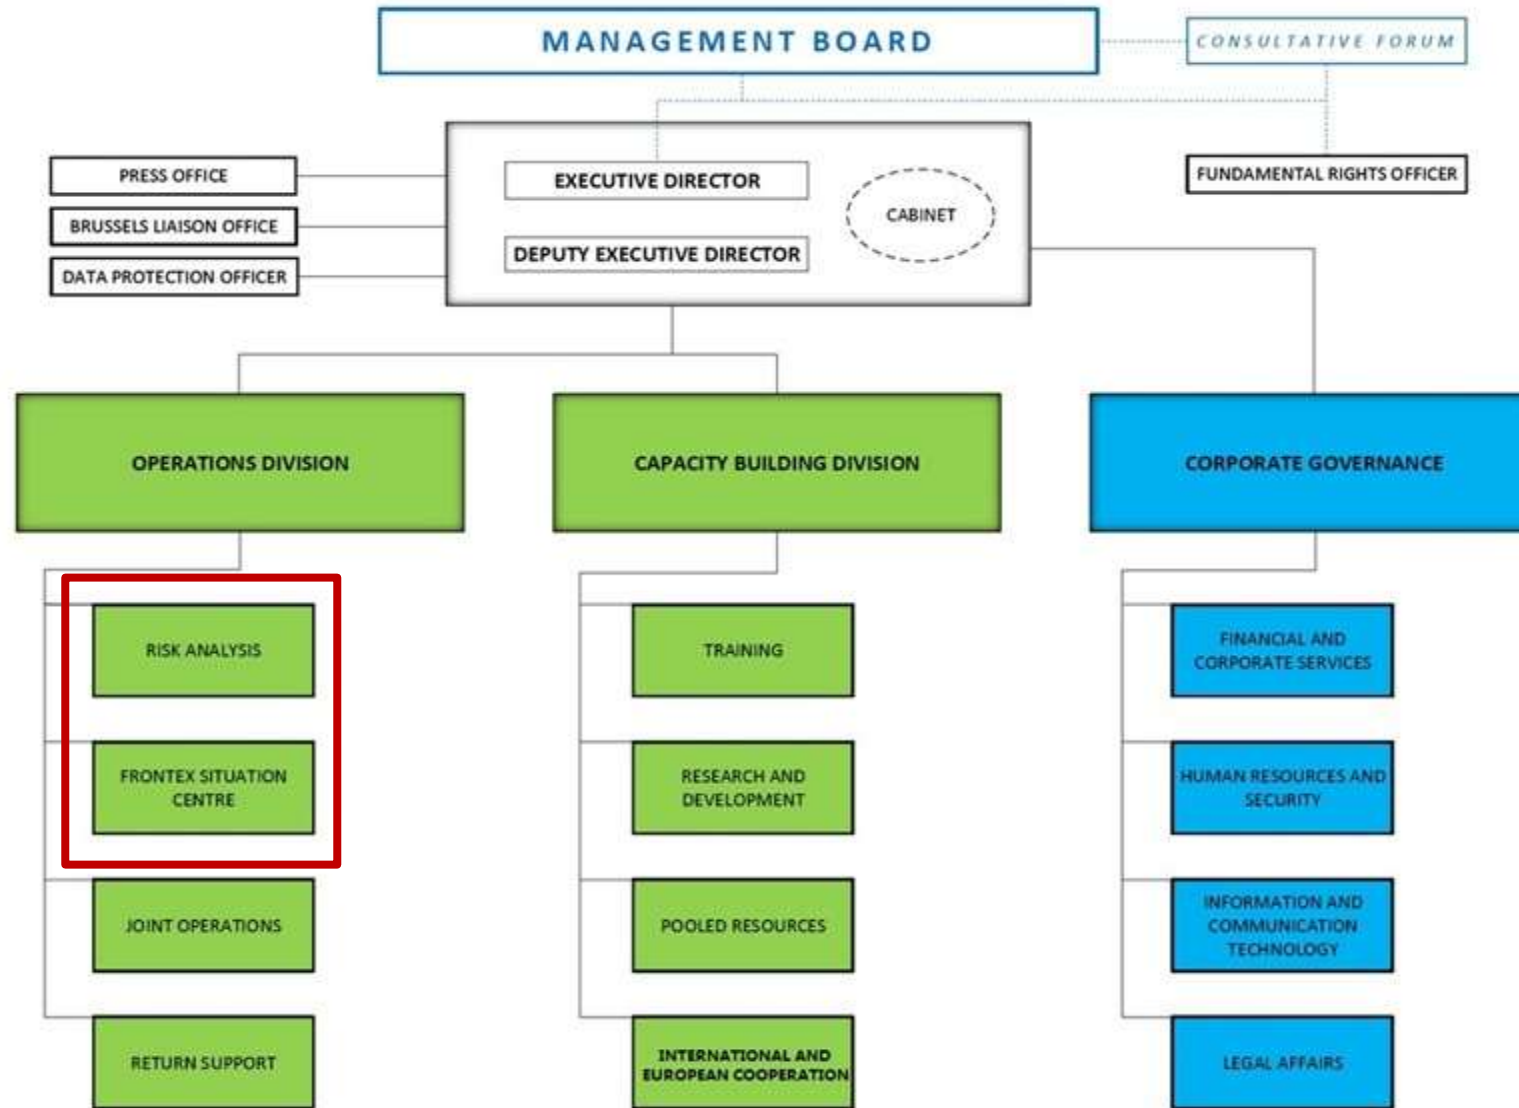 MANAGEMENT BOARD
CONSULTATIVE FORUM
PRESS OFFICE
BRUSSELS LIAISON OFFICE
DATA PROTECTION OFFICER
EXECUTIVE DIRECTOR
DEPUTY EXECUTIVE DIRECTOR
CABINET
FUNDAMENTAL RIGHTS OFFICER
OPERATIONS DIVISION
CAPACITY BUILDING DIVISION
CORPORATE GOVERNANCE
RISK ANALYSIS
FRONTEX SITUATION
CENTRE
JOINT OPERATIONS
RETURN SUPPORT
TRAINING
RESEARCH AND
DEVELOPMENT
POOLED RESOURCES
INTERNATIONAL AND
EUROPEAN COOPERATION
FINANCIAL AND
CORPORATE SERVICES
HUMAN RESOURCES AND
SECURITY
INFORMATION AND
COMMUNICATION
TECHNOLOGY
LEGAL AFFAIRS